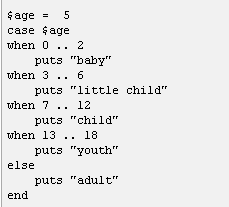 $age =  5
case $age
when 0 .. 2
    puts "baby"
when 3 .. 6
    puts "little child"
when 7 .. 12
    puts "child"
when 13 .. 18
    puts "youth"
else
    puts "adult"
end